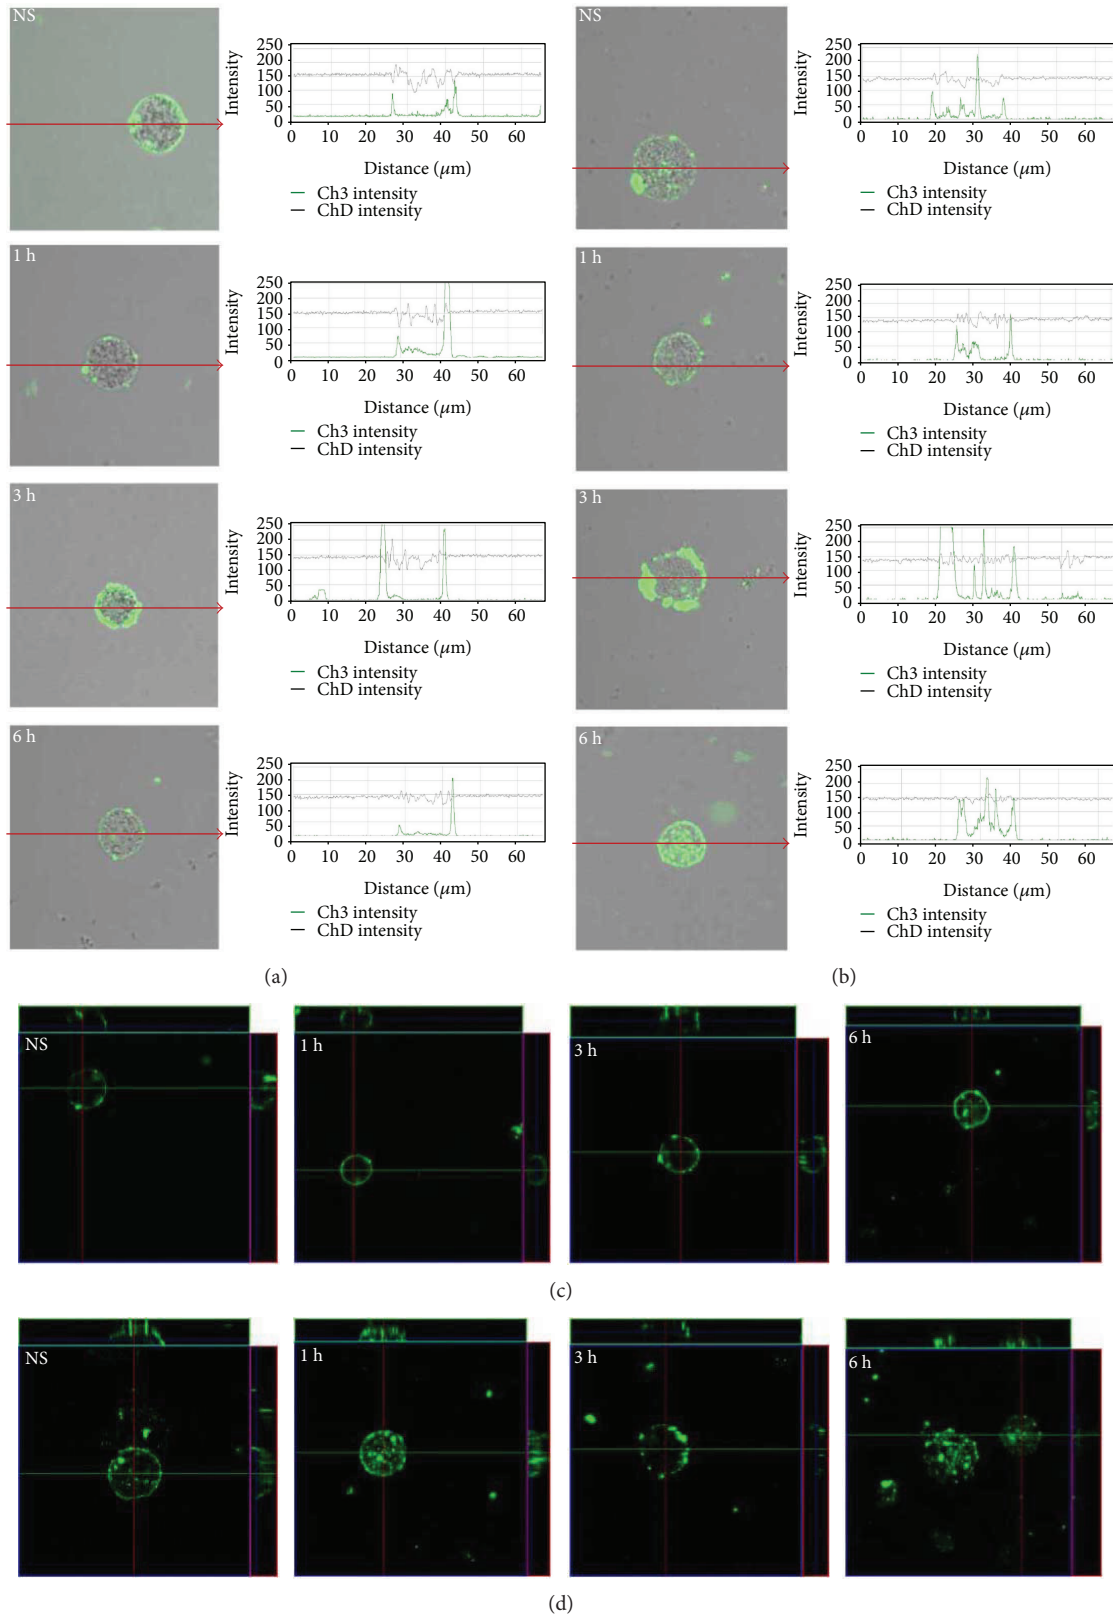 NS
250
200
150
100
50
0
Intensity
0 10 20 30 40 50 60
Distance (μm)
Ch3 intensity
ChD intensity
NS
250
200
150
100
50
0
Intensity
0 10 20 30 40 50 60
Distance (μm)
Ch3 intensity
ChD intensity
1 h
250
200
150
100
50
0
Intensity
0 10 20 30 40 50 60
Distance (μm)
Ch3 intensity
ChD intensity
1 h
250
200
150
100
50
0
Intensity
0 10 20 30 40 50 60
Distance (μm)
Ch3 intensity
ChD intensity
3 h
250
200
150
100
50
0
Intensity
0 10 20 30 40 50 60
Distance (μm)
Ch3 intensity
ChD intensity
3 h
250
200
150
100
50
0
Intensity
0 10 20 30 40 50 60
Distance (μm)
Ch3 intensity
ChD intensity
6 h
250
200
150
100
50
0
Intensity
0 10 20 30 40 50 60
Distance (μm)
Ch3 intensity
ChD intensity
6 h
250
200
150
100
50
0
Intensity
0 10 20 30 40 50 60
Distance (μm)
Ch3 intensity
ChD intensity
(a) (b)
NS 1 h 3 h 6 h
(c)
NS 1 h 3 h 6 h
(d)